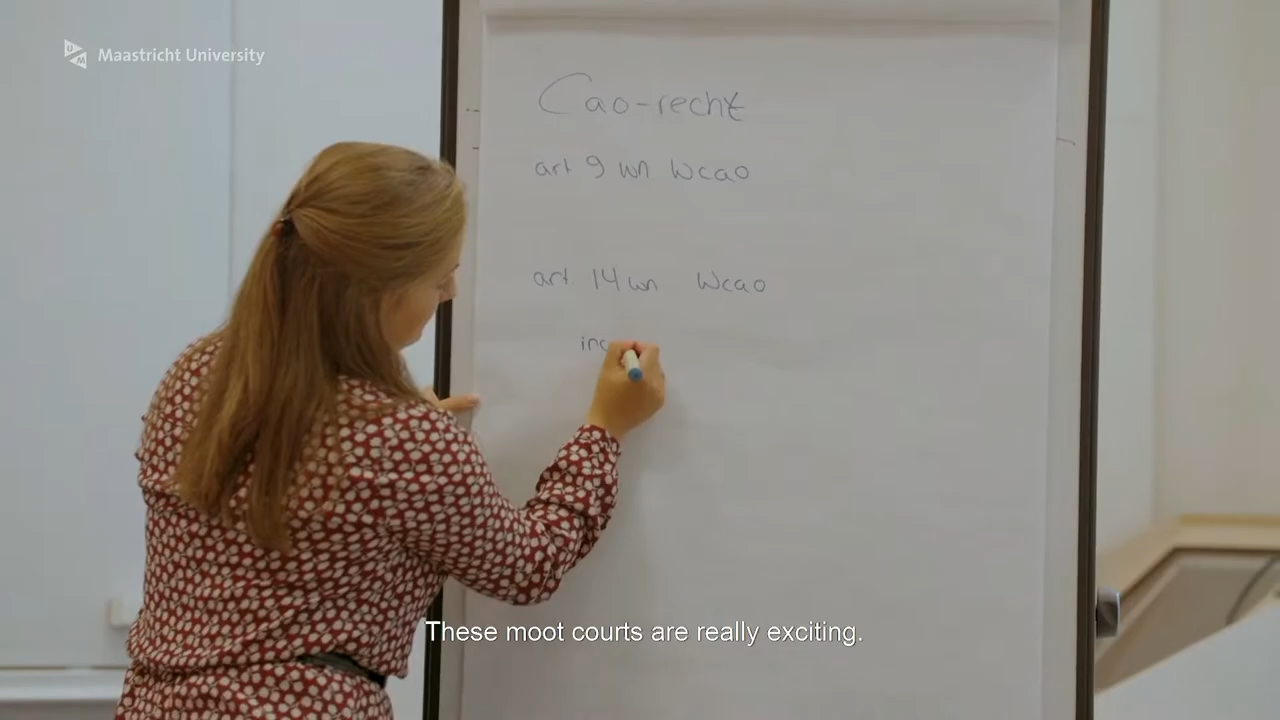 Maastricht University
Cao-recht
art 9 wn Wcao
art. 14 wn Wcao
These moot courts are really exciting.